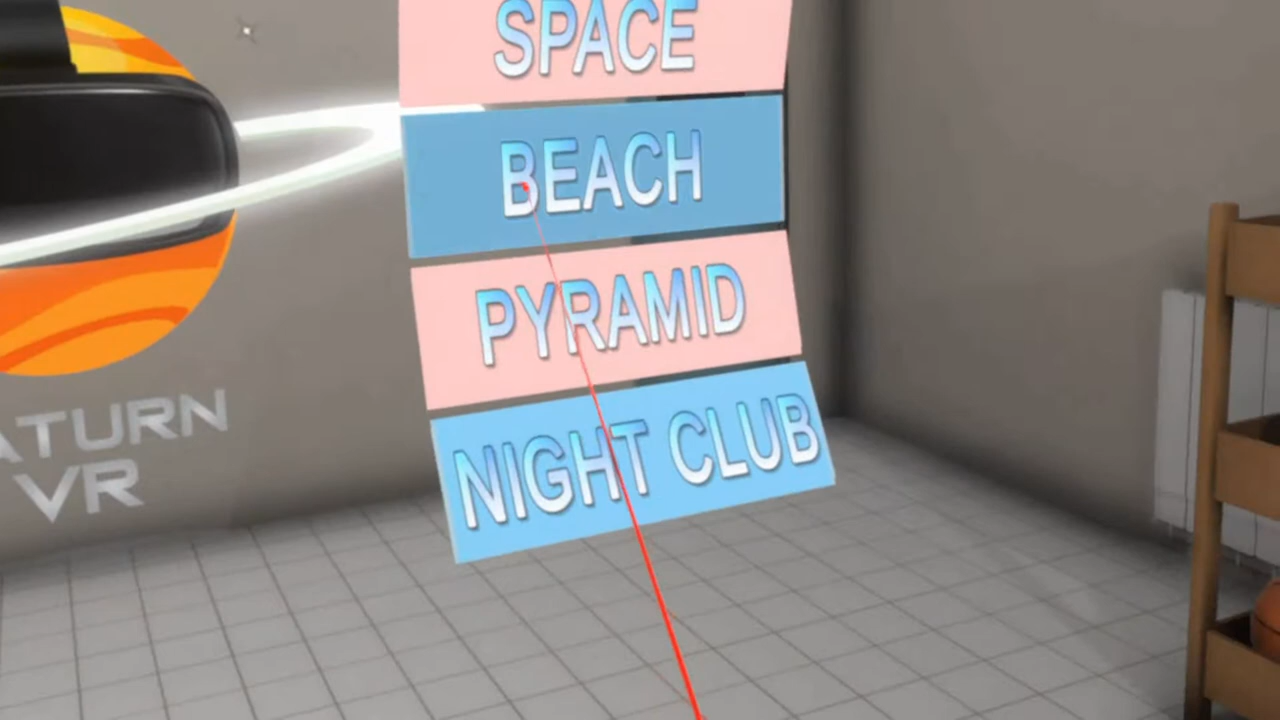 SPACE
BEACH
PYRAMID
NIGHT CLUB
ATURN
VR